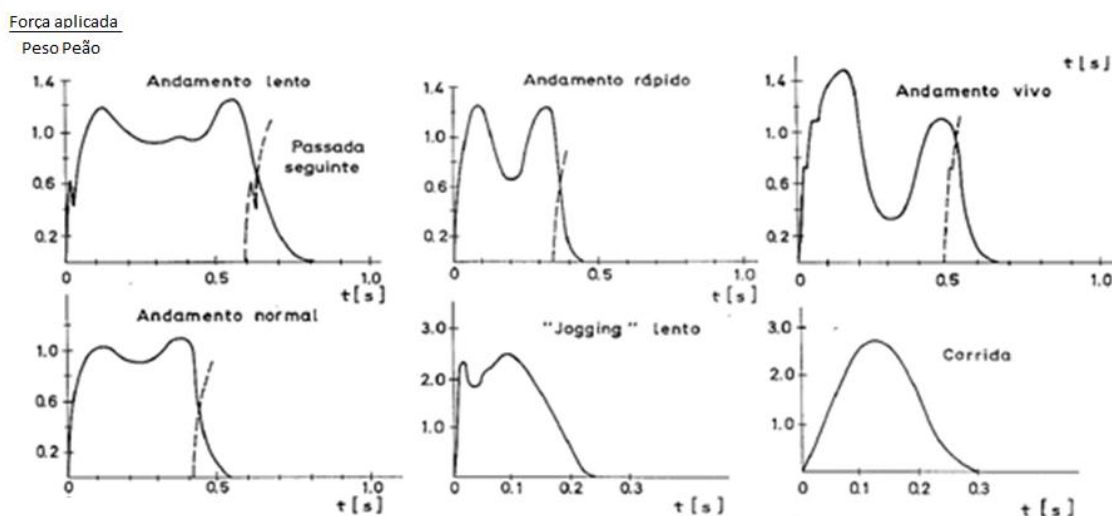 Força aplicada
Peso Peão
Andamento lento
1.4
1.0
0.6
0.2
Passada
seguinte
0
0.5
1.0
t[s]
Andamento rápido
1.4
1.0
0.6
0.2
0
0.5
1.0
t[s]
t[s]
Andamento vivo
1.4
1.0
0.6
0.2
0
0.5
1.0
Andamento normal
1.0
0.6
0.2
0
0.5
1.0
t[s]
"Jogging" lento
3.0
2.0
1.0
0
0.1
0.2
0.3
t[s]
Corrida
3.0
2.0
1.0
0
0.1
0.2
0.3
t[s]